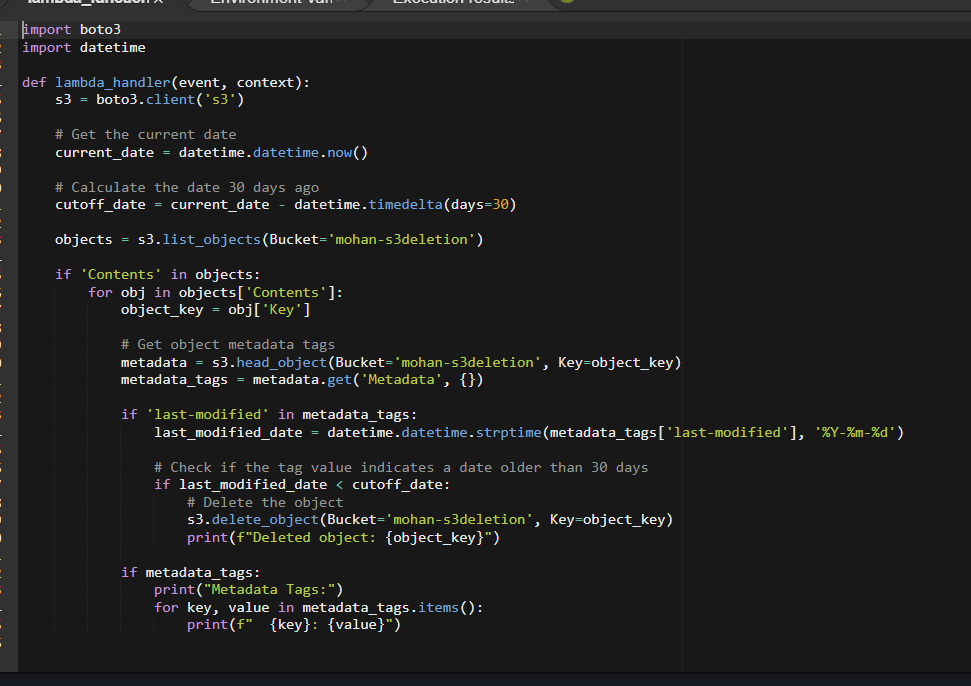 lambda_function ×
Environment Var
Execution results
import boto3
import datetime
def lambda_handler(event, context):
    s3 = boto3.client('s3')
    # Get the current date
    current_date = datetime.datetime.now()
    # Calculate the date 30 days ago
    cutoff_date = current_date - datetime.timedelta(days=30)
    objects = s3.list_objects(Bucket='mohan-s3deletion')
    if 'Contents' in objects:
        for obj in objects['Contents']:
            object_key = obj['Key']
            # Get object metadata tags
            metadata = s3.head_object(Bucket='mohan-s3deletion', Key=object_key)
            metadata_tags = metadata.get('Metadata', {})
            if 'last-modified' in metadata_tags:
                last_modified_date = datetime.datetime.strptime(metadata_tags['last-modified'], '%Y-%m-%d')
                # Check if the tag value indicates a date older than 30 days
                if last_modified_date < cutoff_date:
                    # Delete the object
                    s3.delete_object(Bucket='mohan-s3deletion', Key=object_key)
                    print(f"Deleted object: {object_key}")
            if metadata_tags:
                print("Metadata Tags:")
                for key, value in metadata_tags.items():
                    print(f"  {key}: {value}")